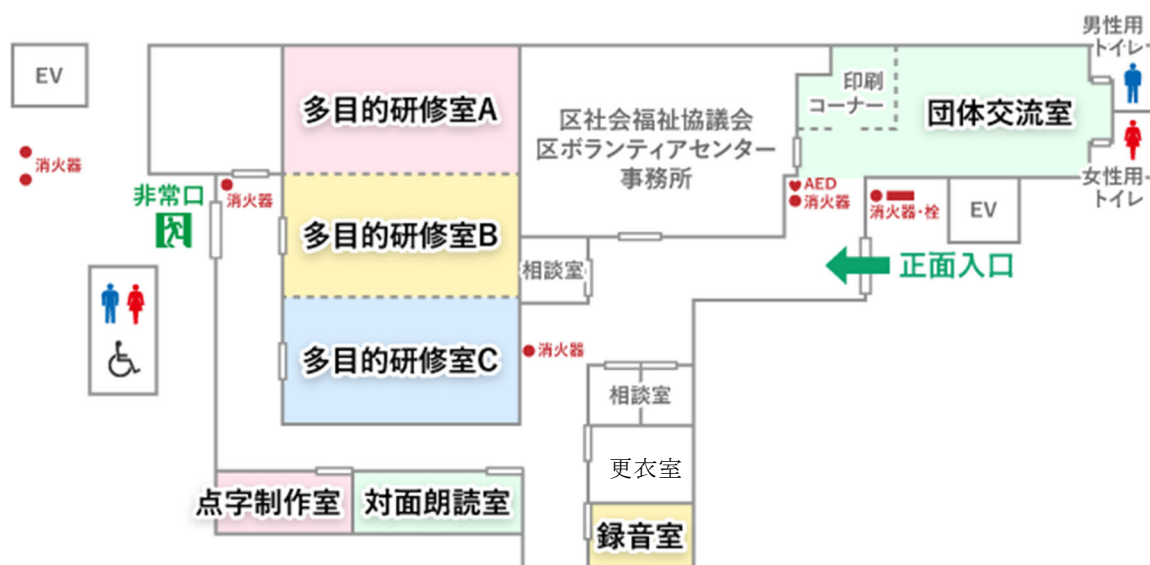 男性用
トイレ
EV
多目的研修室A
印刷
コーナー
団体交流室
区社会福祉協議会
区ボランティアセンター
事務所
消火器
女性用
トイレ
非常口
消火器
AED
消火器
消火器・栓
EV
多目的研修室B
相談室
正面入口
多目的研修室C
消火器
相談室
更衣室
点字制作室
対面朗読室
録音室